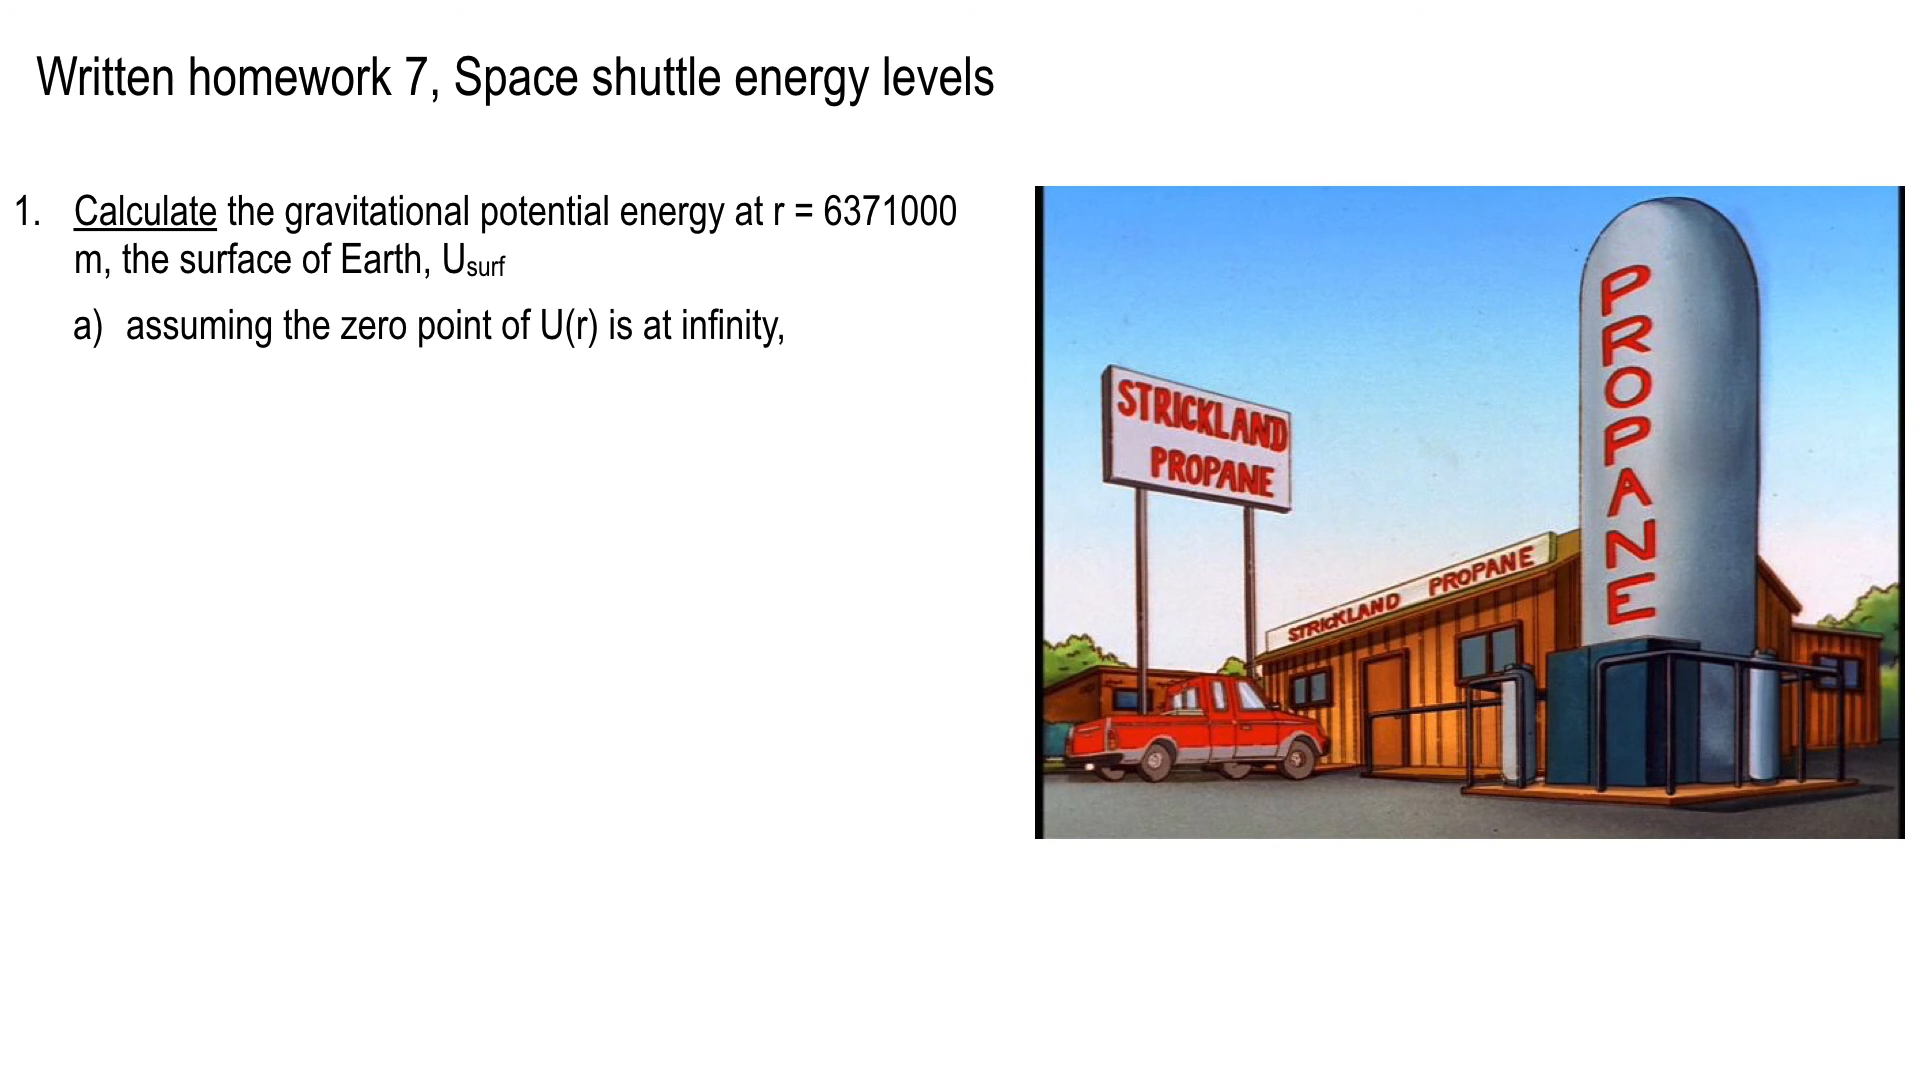 Written homework 7, Space shuttle energy levels
1. Calculate the gravitational potential energy at r = 6371000
m, the surface of Earth, Usurf
a) assuming the zero point of U(r) is at infinity,
STRICKLAND
PROPANE
STRICKLAND PROPANE
PROPANE